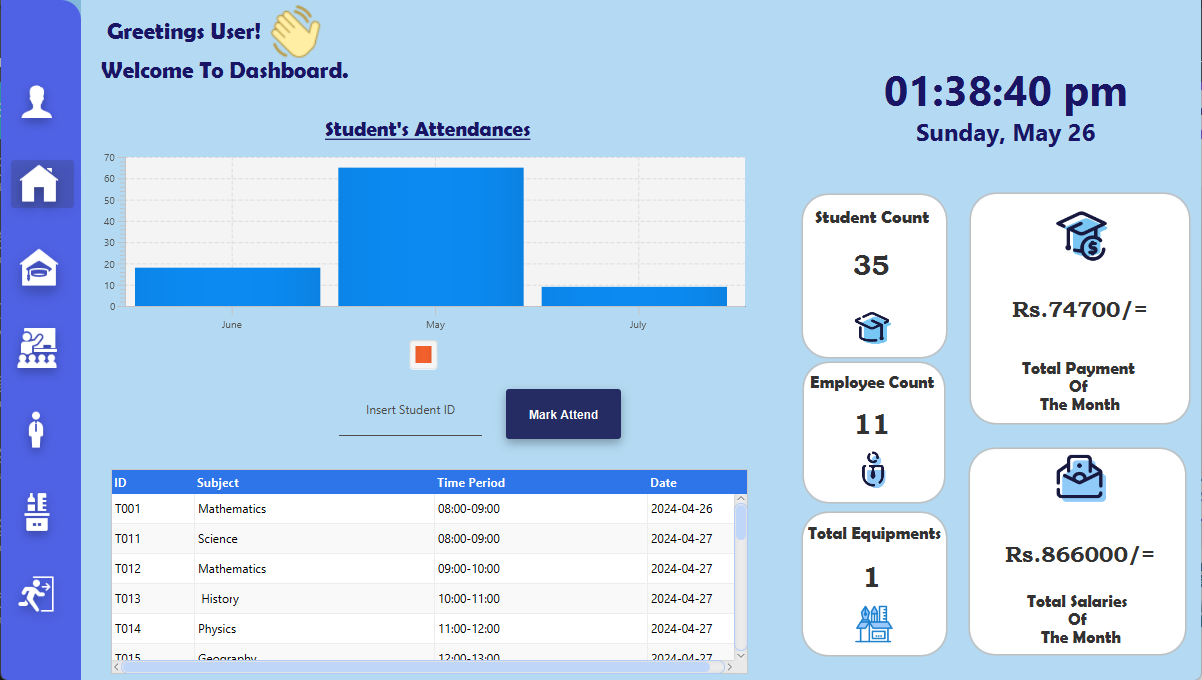 Greetings User!
Welcome To Dashboard.
01:38:40 pm
Sunday, May 26
Student's Attendances
70
60
50
40
30
20
10
0
June May July
Insert Student ID
Mark Attend
ID Subject Time Period Date
T001 Mathematics 08:00-09:00 2024-04-26
T011 Science 08:00-09:00 2024-04-27
T012 Mathematics 09:00-10:00 2024-04-27
T013 History 10:00-11:00 2024-04-27
T014 Physics 11:00-12:00 2024-04-27
T015 Geography 12:00-13:00 2024-04-27
Student Count
35
Employee Count
11
Total Equipments
1
$
Rs.74700/=
Total Payment
Of
The Month
Rs.866000/=
Total Salaries
Of
The Month